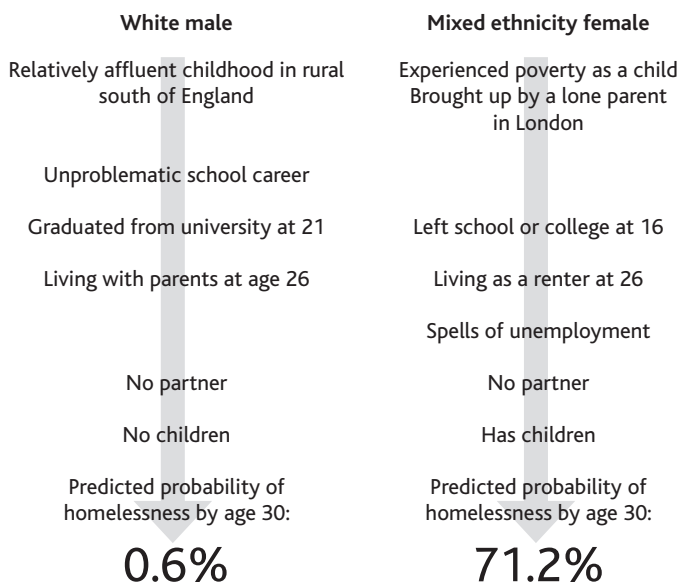 White male
Relatively affluent childhood in rural
south of England
Unproblematic school career
Graduated from university at 21
Living with parents at age 26
No partner
No children
Predicted probability of
homelessness by age 30:
0.6%
Mixed ethnicity female
Experienced poverty as a child
Brought up by a lone parent
in London
Left school or college at 16
Living as a renter at 26
Spells of unemployment
No partner
Has children
Predicted probability of
homelessness by age 30:
71.2%